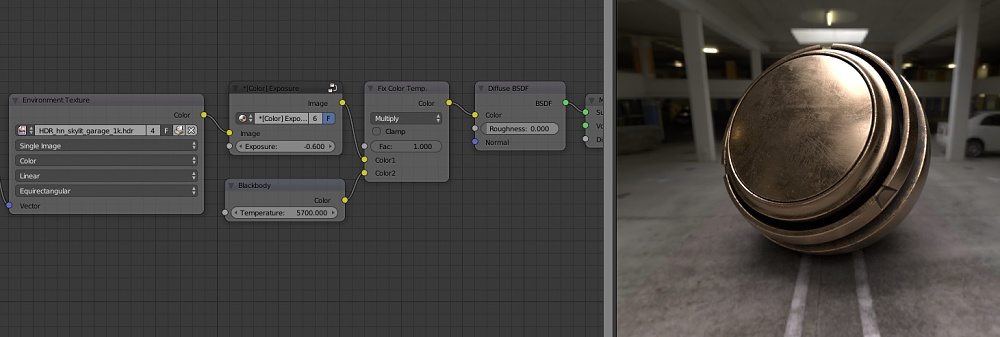 Environment Texture
Color
HDR_hn_skylit_garage_1k.hdr 4 F
Single Image
Color
Linear
Equirectangular
Vector
*[Color] Exposure
Image
*[Color] Expo... 6 F
Image
Exposure: -0.600
Blackbody
Color
Temperature: 5700.000
Fix Color Temp.
Color
Multiply
Clamp
Fac: 1.000
Color1
Color2
Diffuse BSDF
BSDF
Color
Roughness: 0.000
Normal
M
Su
Vo
Di